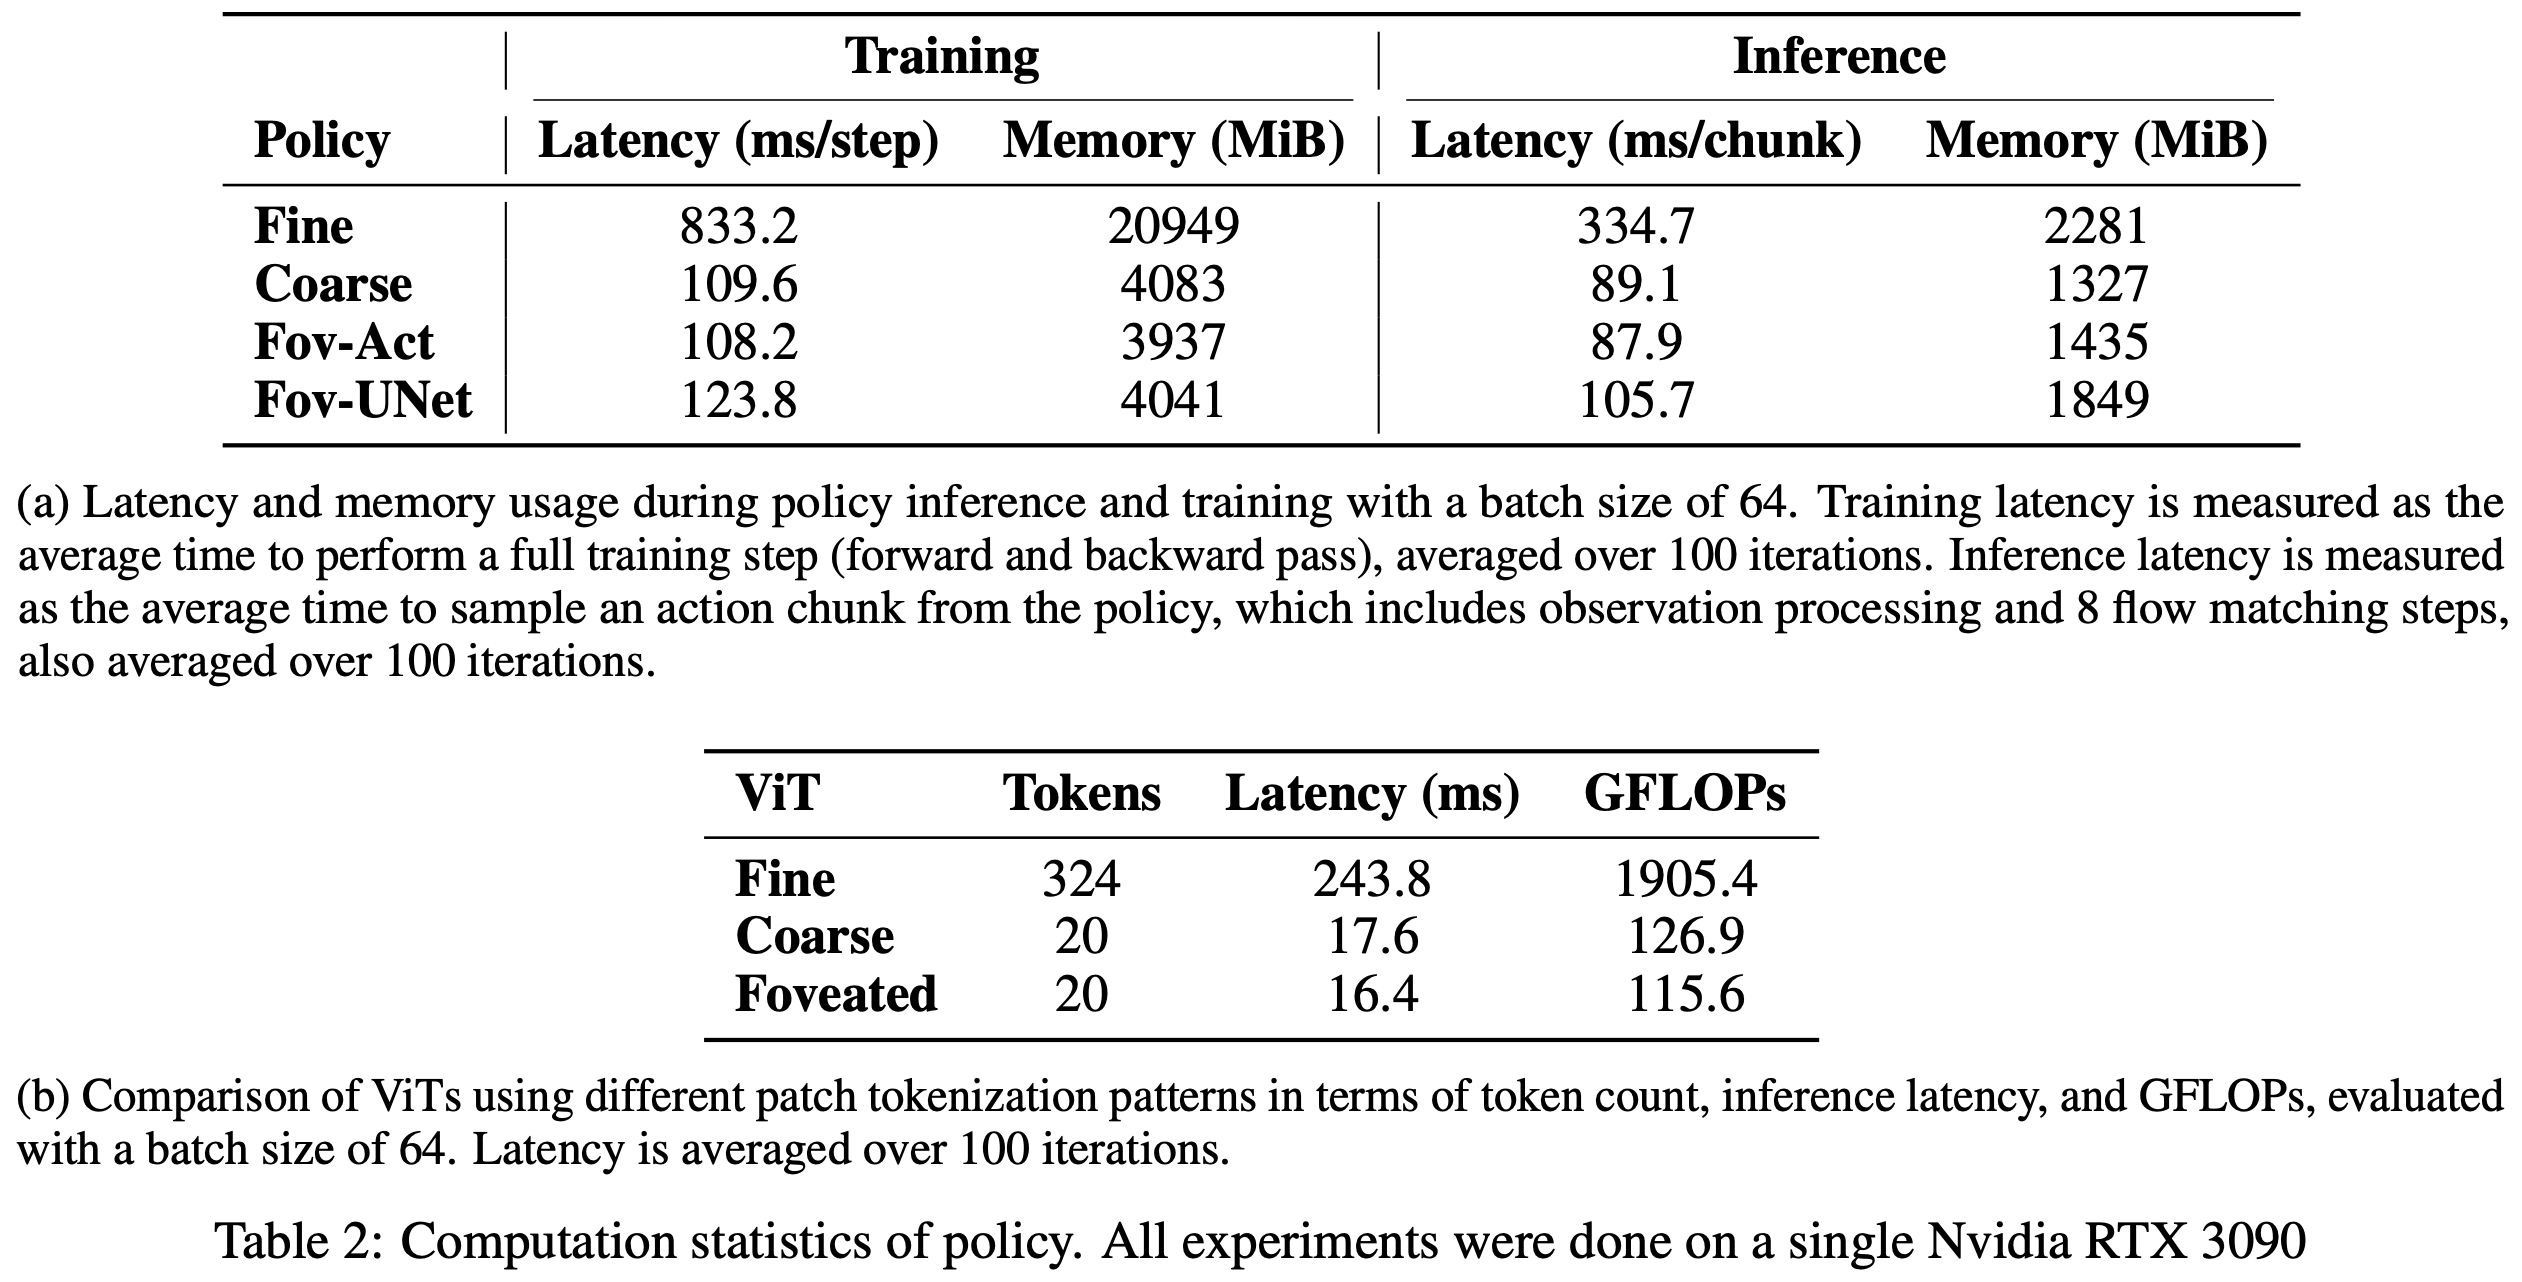 Training Inference
Policy Latency (ms/step) Memory (MiB) Latency (ms/chunk) Memory (MiB)
Fine 833.2 20949 334.7 2281
Coarse 109.6 4083 89.1 1327
Fov-Act 108.2 3937 87.9 1435
Fov-UNet 123.8 4041 105.7 1849
(a) Latency and memory usage during policy inference and training with a batch size of 64. Training latency is measured as the
average time to perform a full training step (forward and backward pass), averaged over 100 iterations. Inference latency is measured
as the average time to sample an action chunk from the policy, which includes observation processing and 8 flow matching steps,
also averaged over 100 iterations.
ViT Tokens Latency (ms) GFLOPs
Fine 324 243.8 1905.4
Coarse 20 17.6 126.9
Foveated 20 16.4 115.6
(b) Comparison of ViTs using different patch tokenization patterns in terms of token count, inference latency, and GFLOPs, evaluated
with a batch size of 64. Latency is averaged over 100 iterations.
Table 2: Computation statistics of policy. All experiments were done on a single Nvidia RTX 3090